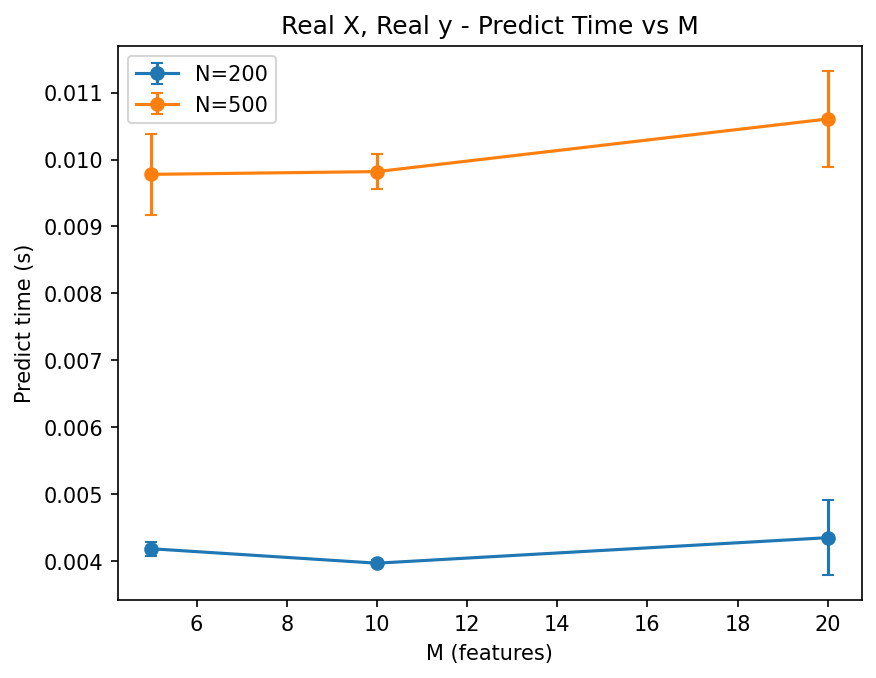 Real X, Real y - Predict Time vs M
N=200
N=500
0.011
0.010
0.009
0.008
0.007
0.006
0.005
0.004
Predict time (s)
6 8 10 12 14 16 18 20
M (features)